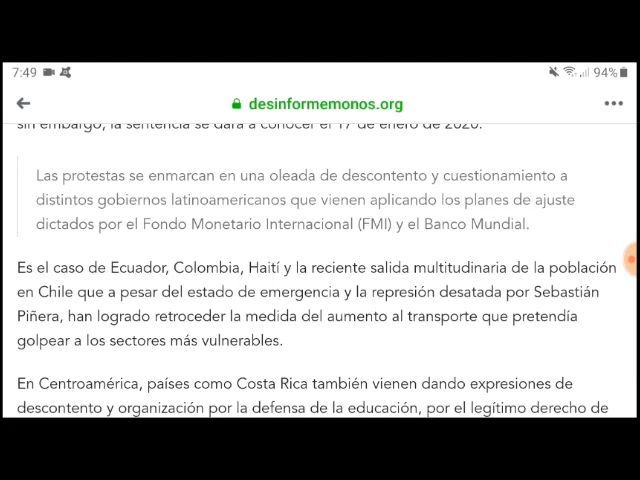 7:49
94%
desinformemonos.org
sin embargo, la sentencia se dará a conocer el 17 de enero de 2020.
Las protestas se enmarcan en una oleada de descontento y cuestionamiento a
distintos gobiernos latinoamericanos que vienen aplicando los planes de ajuste
dictados por el Fondo Monetario Internacional (FMI) y el Banco Mundial.
Es el caso de Ecuador, Colombia, Haití y la reciente salida multitudinaria de la población
en Chile que a pesar del estado de emergencia y la represión desatada por Sebastián
Piñera, han logrado retroceder la medida del aumento al transporte que pretendía
golpear a los sectores más vulnerables.
En Centroamérica, países como Costa Rica también vienen dando expresiones de
descontento y organización por la defensa de la educación, por el legítimo derecho de